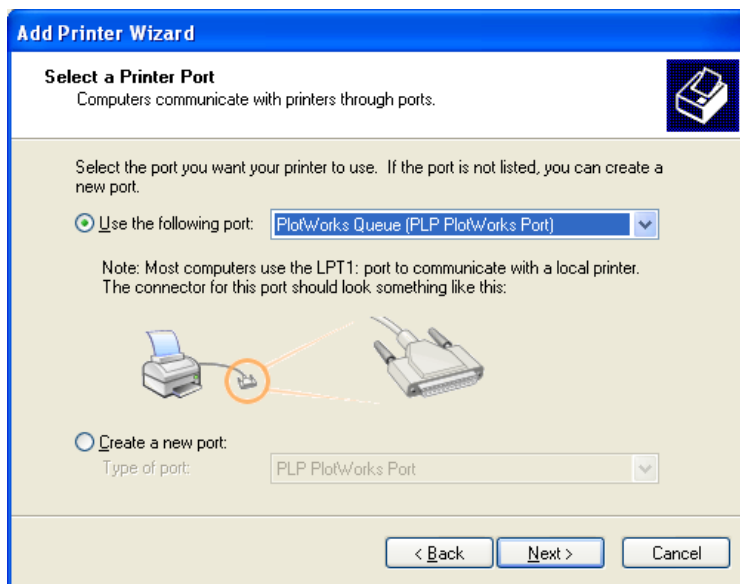 Add Printer Wizard
Select a Printer Port
Computers communicate with printers through ports.
Select the port you want your printer to use. If the port is not listed, you can create a
new port.
Use the following port: PlotWorks Queue (PLP PlotWorks Port)
Note: Most computers use the LPT1: port to communicate with a local printer.
The connector for this port should look something like this:
Create a new port:
Type of port: PLP PlotWorks Port
< Back Next > Cancel